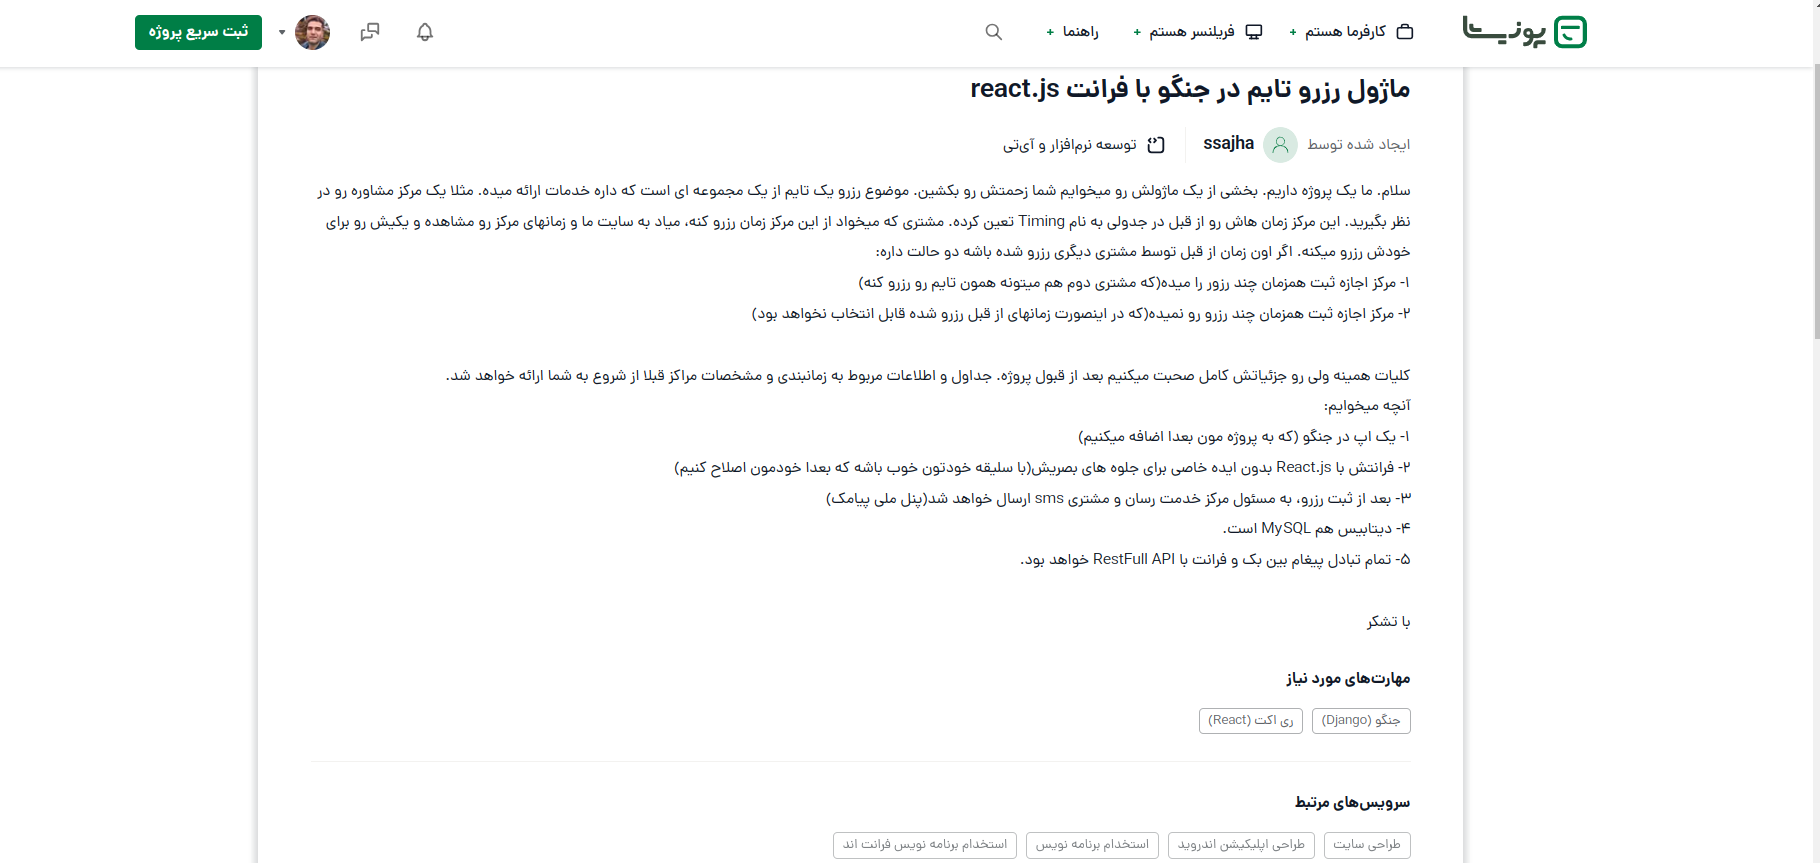 پونیشا
کارفرما هستم +
فریلنسر هستم +
راهنما +
ثبت سریع پروژه
ماژول رزرو تایم در جنگو با فرانت react.js
ایجاد شده توسط ssajha توسعه نرم‌افزار و آی‌تی
سلام. ما یک پروژه داریم. بخشی از یک ماژولش رو میخوایم شما زحمتش رو بکشین. موضوع رزرو یک تایم از یک مجموعه ای است که داره خدمات ارائه میده. مثلا یک مرکز مشاوره رو در
نظر بگیرید. این مرکز زمان هاش رو از قبل در جدولی به نام Timing تعین کرده. مشتری که میخواد از این مرکز زمان رزرو کنه، میاد به سایت ما و زمانهای مرکز رو مشاهده و یکیش رو برای
خودش رزرو میکنه. اگر اون زمان از قبل توسط مشتری دیگری رزرو شده باشه دو حالت داره:
۱- مرکز اجازه ثبت همزمان چند رزور را میده(که مشتری دوم هم میتونه همون تایم رو رزرو کنه)
۲- مرکز اجازه ثبت همزمان چند رزرو رو نمیده(که در اینصورت زمانهای از قبل رزرو شده قابل انتخاب نخواهد بود)
کلیات همینه ولی رو جزئیاتش کامل صحبت میکنیم بعد از قبول پروژه. جداول و اطلاعات مربوط به زمانبندی و مشخصات مراکز قبلا از شروع به شما ارائه خواهد شد.
آنچه میخوایم:
۱- یک اپ در جنگو (که به پروژه مون بعدا اضافه میکنیم)
۲- فرانتش با React.js بدون ایده خاصی برای جلوه های بصریش(با سلیقه خودتون خوب باشه که بعدا خودمون اصلاح کنیم)
۳- بعد از ثبت رزرو، به مسئول مرکز خدمت رسان و مشتری sms ارسال خواهد شد(پنل ملی پیامک)
۴- دیتابیس هم MySQL است.
۵- تمام تبادل پیغام بین بک و فرانت با RestFull API خواهد بود.
با تشکر
مهارت‌های مورد نیاز
جنگو (Django)
ری اکت (React)
سرویس‌های مرتبط
طراحی سایت
طراحی اپلیکیشن اندروید
استخدام برنامه نویس
استخدام برنامه نویس فرانت اند